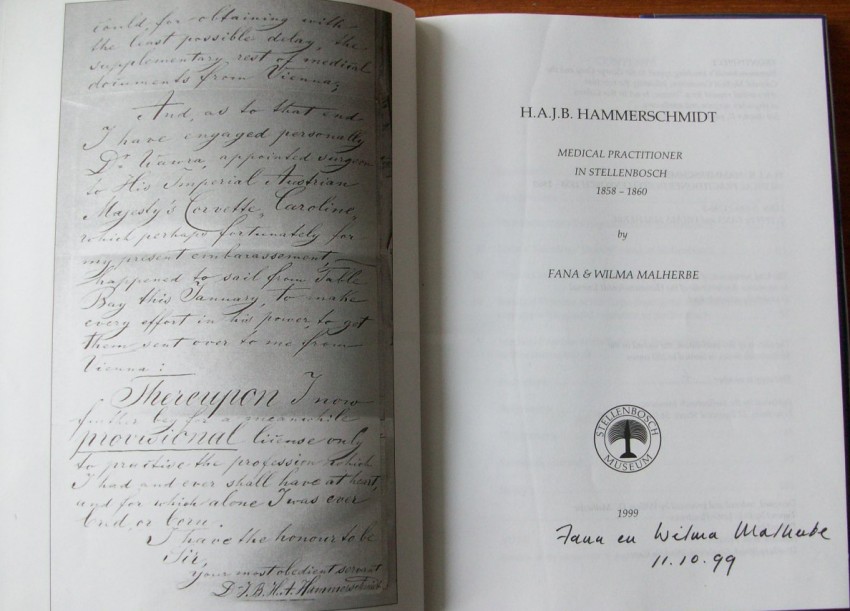 could, for obtaining with
the least possible delay, the
supplementary rest of medical
documents from Vienna;
And, as to that end
I have engaged personally
Dr Wawra, appointed surgeon
to His Imperial Austrian
Majesty's Corvette, Caroline,
which perhaps fortunately for
my present embarassement,
happened to sail from Table
Bay this January, to make
every effort in his power, to get
them sent over to me from
Vienna:
Thereupon I now
further beg for a meanwhile
provisional license only
to practise the profession which
I had and ever shall have at heart,
and for which alone I was ever
I have the honour to be
Sir,
Your most obedient servant
Dr J.B.H.A. Hammerschmidt
H.A.J.B. HAMMERSCHMIDT
MEDICAL PRACTITIONER
IN STELLENBOSCH
1858 – 1860
by
FANA & WILMA MALHERBE
STELLENBOSCH
MUSEUM
1999
Fana en Wilma Malherbe
11.10.99